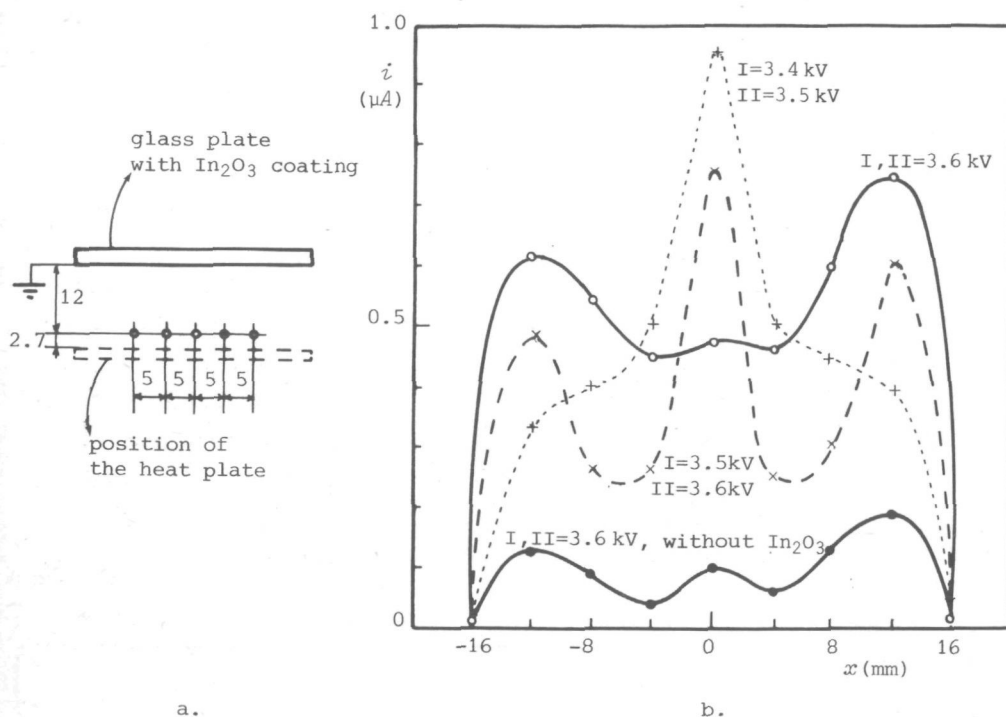 glass plate
with In₂O₃ coating
12
2.7
5 5 5 5
position of
the heat plate
a.
1.0
i
(µA)
0.5
0
I=3.4 kV
II=3.5 kV
I,II=3.6 kV
I=3.5kV
II=3.6kV
I,II=3.6 kV, without In₂O₃
-16 -8 0 8 16
x (mm)
b.